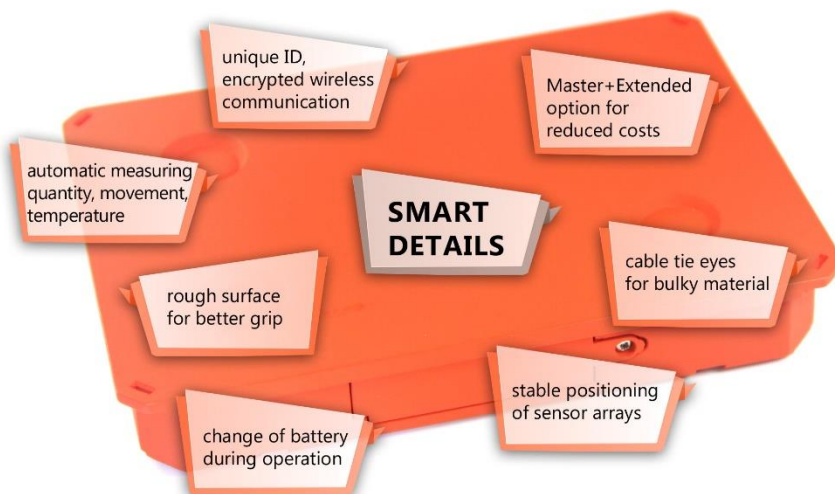 unique ID,
encrypted wireless
communication
Master+Extended
option for
reduced costs
automatic measuring
quantity, movement,
temperature
SMART
DETAILS
cable tie eyes
for bulky material
rough surface
for better grip
stable positioning
of sensor arrays
change of battery
during operation